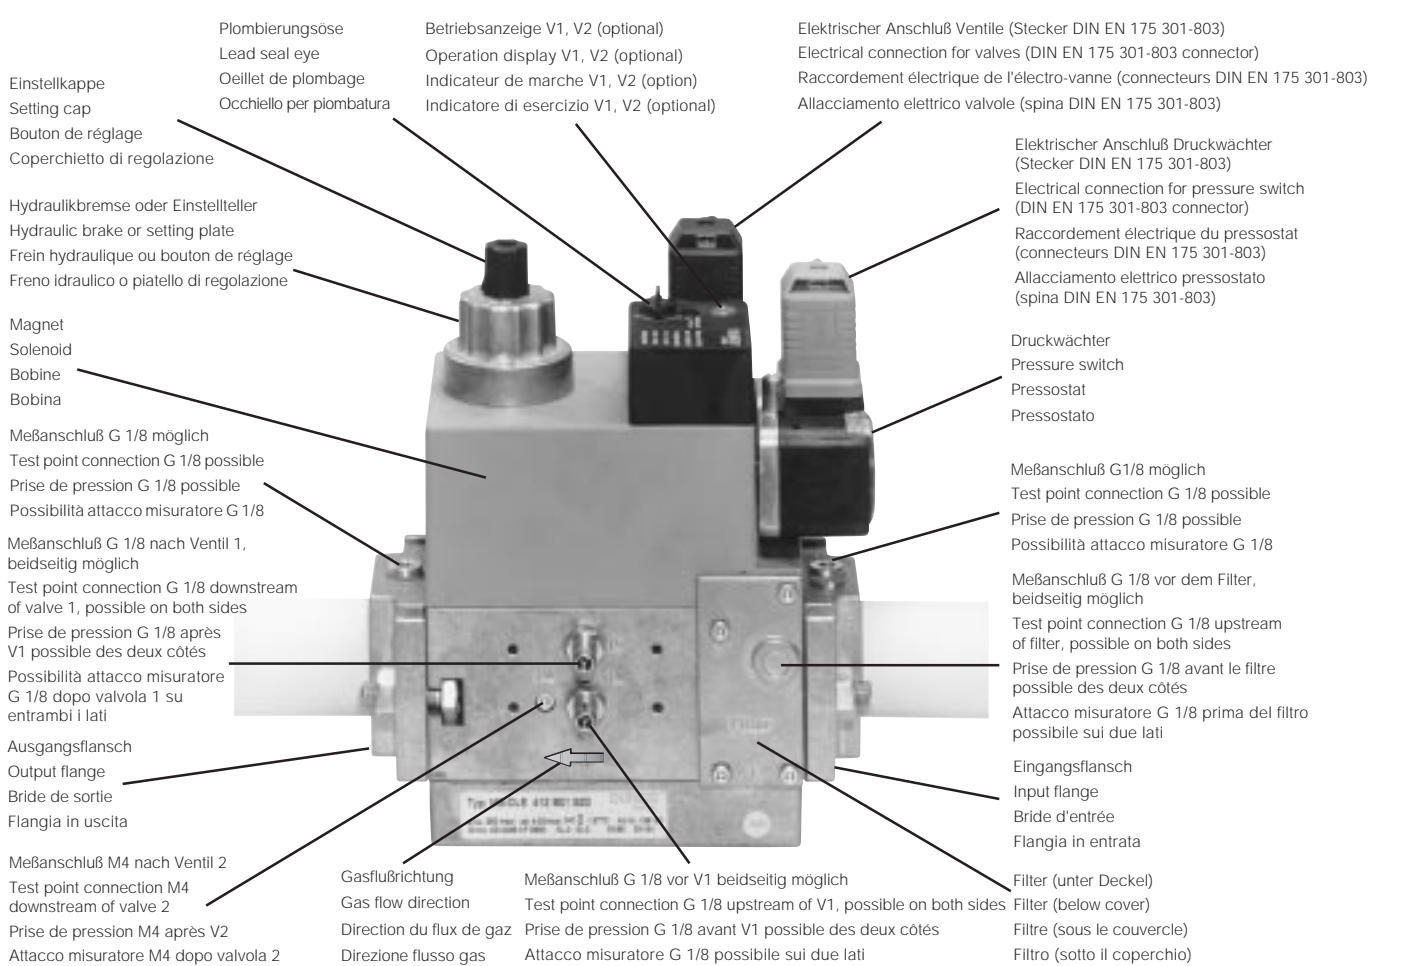 Plombierungsöse
Lead seal eye
Oeillet de plombage
Occhiello per piombatura
Betriebsanzeige V1, V2 (optional)
Operation display V1, V2 (optional)
Indicateur de marche V1, V2 (option)
Indicatore di esercizio V1, V2 (optional)
Elektrischer Anschluß Ventile (Stecker DIN EN 175 301-803)
Electrical connection for valves (DIN EN 175 301-803 connector)
Raccordement électrique de l'électro-vanne (connecteurs DIN EN 175 301-803)
Allacciamento elettrico valvole (spina DIN EN 175 301-803)
Einstellkappe
Setting cap
Bouton de réglage
Coperchietto di regolazione
Elektrischer Anschluß Druckwächter
(Stecker DIN EN 175 301-803)
Electrical connection for pressure switch
(DIN EN 175 301-803 connector)
Raccordement électrique du pressostat
(connecteurs DIN EN 175 301-803)
Allacciamento elettrico pressostato
(spina DIN EN 175 301-803)
Hydraulikbremse oder Einstellteller
Hydraulic brake or setting plate
Frein hydraulique ou bouton de réglage
Freno idraulico o piatello di regolazione
Magnet
Solenoid
Bobine
Bobina
Druckwächter
Pressure switch
Pressostat
Pressostato
Meßanschluß G 1/8 möglich
Test point connection G 1/8 possible
Prise de pression G 1/8 possible
Possibilità attacco misuratore G 1/8
Meßanschluß G1/8 möglich
Test point connection G 1/8 possible
Prise de pression G 1/8 possible
Possibilità attacco misuratore G 1/8
Meßanschluß G 1/8 nach Ventil 1,
beidseitig möglich
Test point connection G 1/8 downstream
of valve 1, possible on both sides
Prise de pression G 1/8 après
V1 possible des deux côtés
Possibilità attacco misuratore
G 1/8 dopo valvola 1 su
entrambi i lati
Meßanschluß G 1/8 vor dem Filter,
beidseitig möglich
Test point connection G 1/8 upstream
of filter, possible on both sides
Prise de pression G 1/8 avant le filtre
possible des deux côtés
Attacco misuratore G 1/8 prima del filtro
possibile sui due lati
Ausgangsflansch
Output flange
Bride de sortie
Flangia in uscita
Eingangsflansch
Input flange
Bride d'entrée
Flangia in entrata
Meßanschluß M4 nach Ventil 2
Test point connection M4
downstream of valve 2
Prise de pression M4 après V2
Attacco misuratore M4 dopo valvola 2
Gasflußrichtung
Gas flow direction
Direction du flux de gaz
Direzione flusso gas
Meßanschluß G 1/8 vor V1 beidseitig möglich
Test point connection G 1/8 upstream of V1, possible on both sides
Prise de pression G 1/8 avant V1 possible des deux côtés
Attacco misuratore G 1/8 possibile sui due lati
Filter (unter Deckel)
Filter (below cover)
Filtre (sous le couvercle)
Filtro (sotto il coperchio)